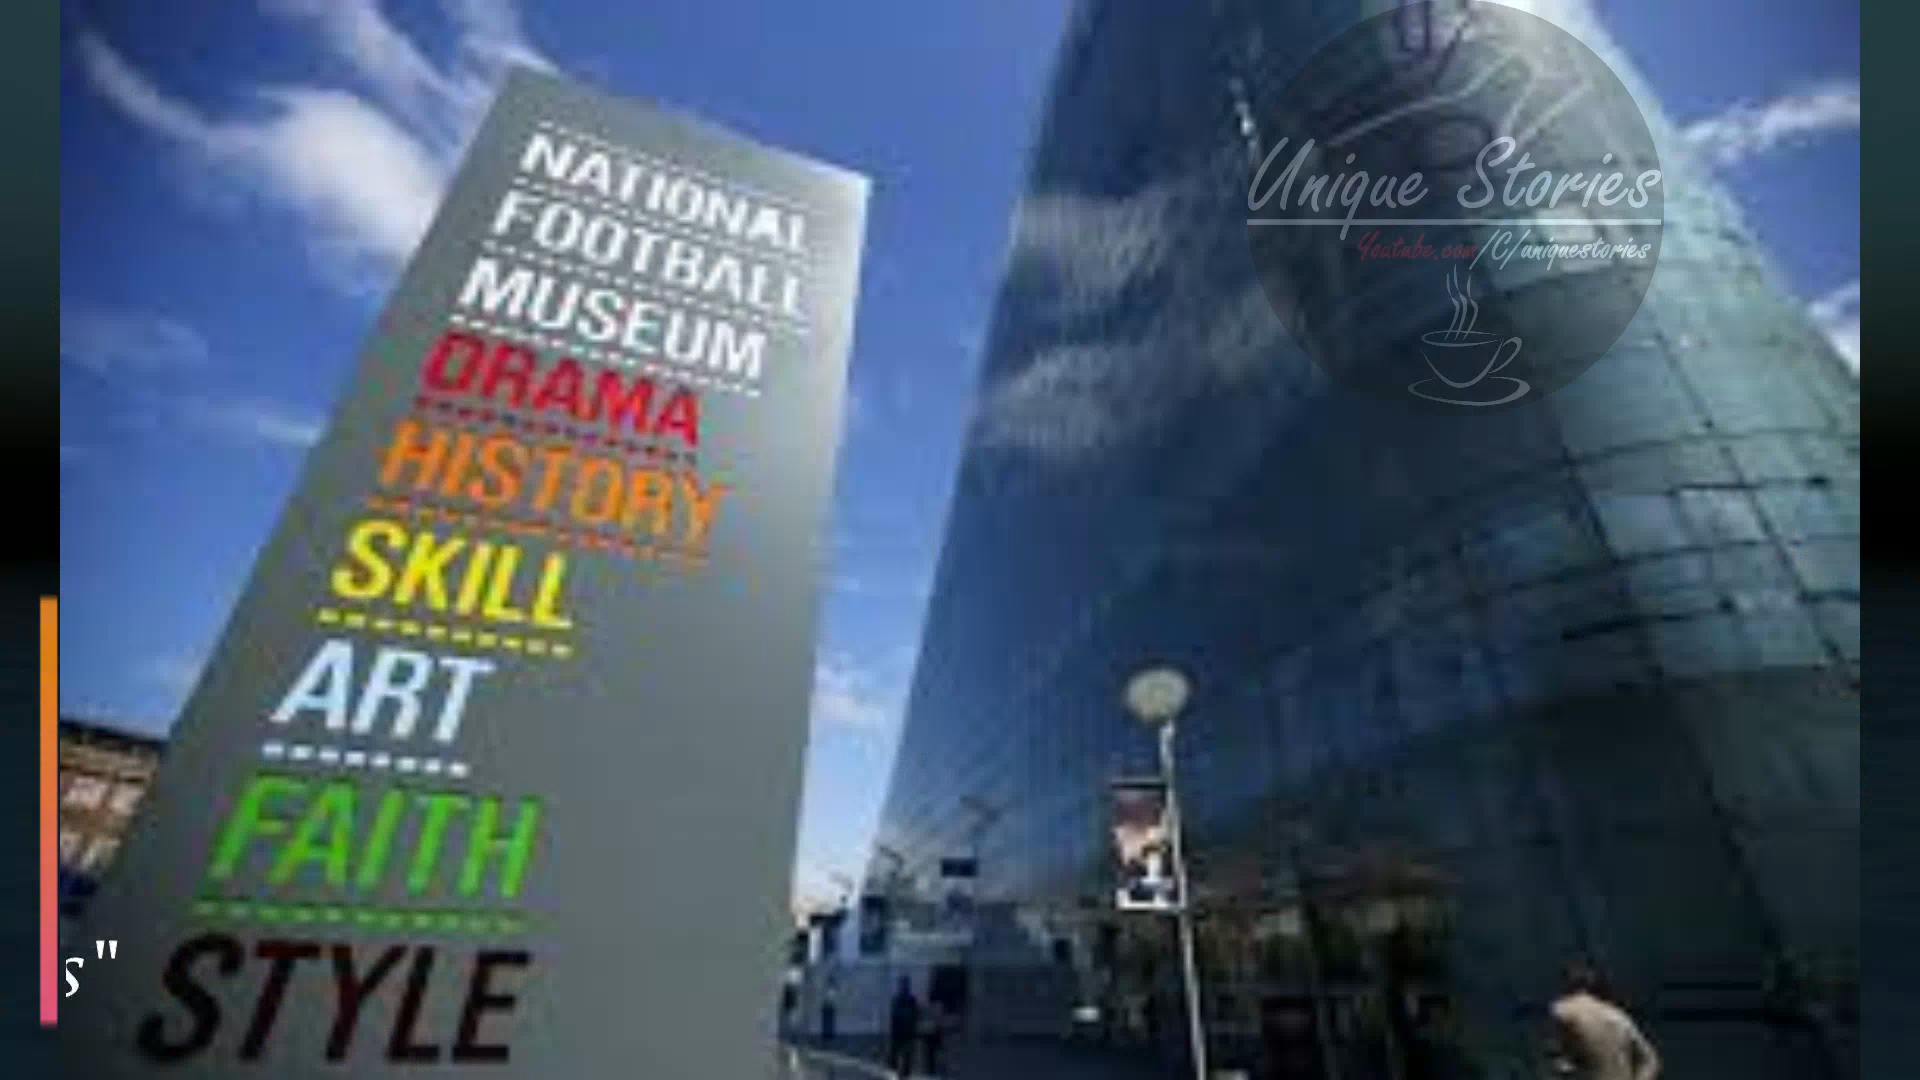 NATIONAL
FOOTBALL
MUSEUM
DRAMA
HISTORY
SKILL
ART
FAITH
STYLE
Unique Stories
Youtube.com/C/uniquestories
s"